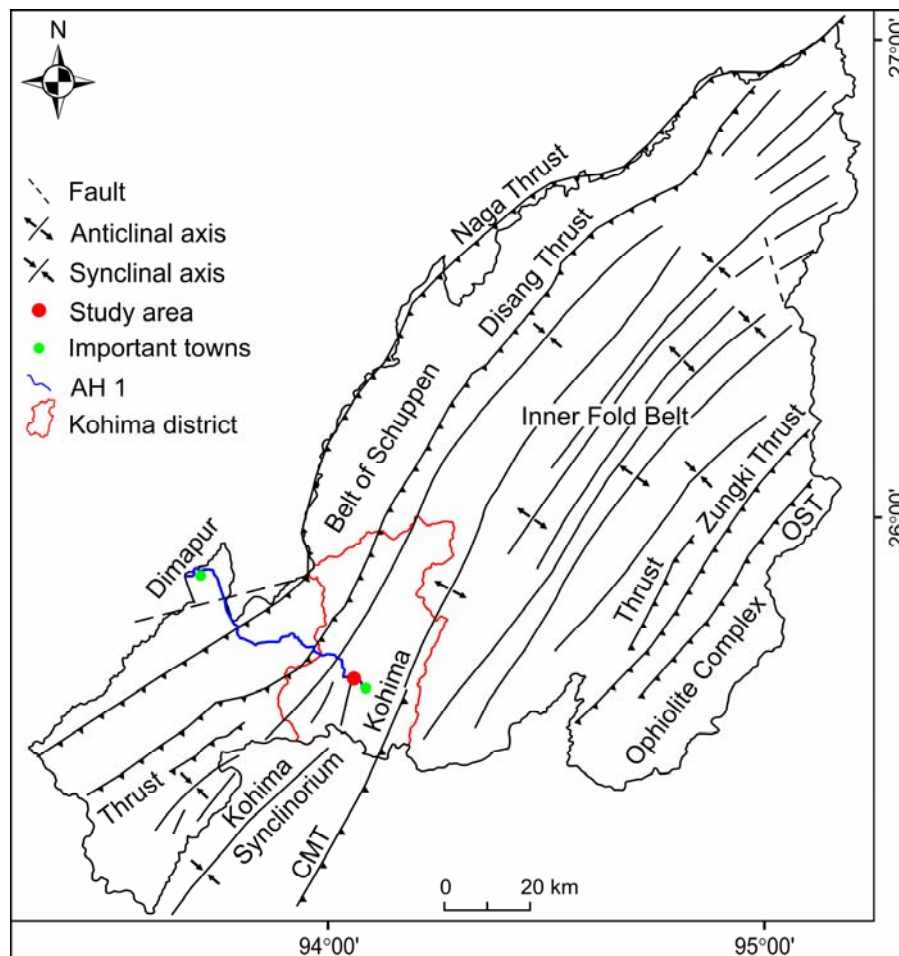 N
Fault
Anticlinal axis
Synclinal axis
Study area
Important towns
AH 1
Kohima district
Naga Thrust
Disang Thrust
Belt of Schuppen
Inner Fold Belt
Zungki Thrust
Thrust
OST
Ophiolite Complex
Dimapur
Kohima
Thrust
Kohima
Synclinorium
CMT
0 20 km
27°00'
26°00'
94°00'
95°00'